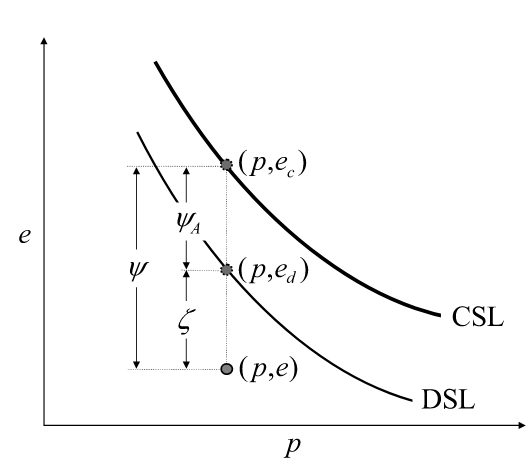 (p,e_c)
ψ_A
e
ψ
(p,e_d)
CSL
ζ
(p,e)
DSL
p